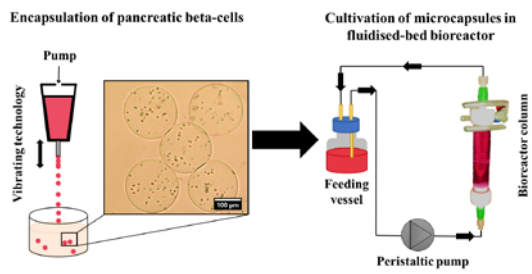 Encapsulation of pancreatic beta-cells
Pump
Vibrating technology
100 µm
Cultivation of microcapsules in
fluidised-bed bioreactor
Feeding
vessel
Peristaltic pump
Bioreactor column